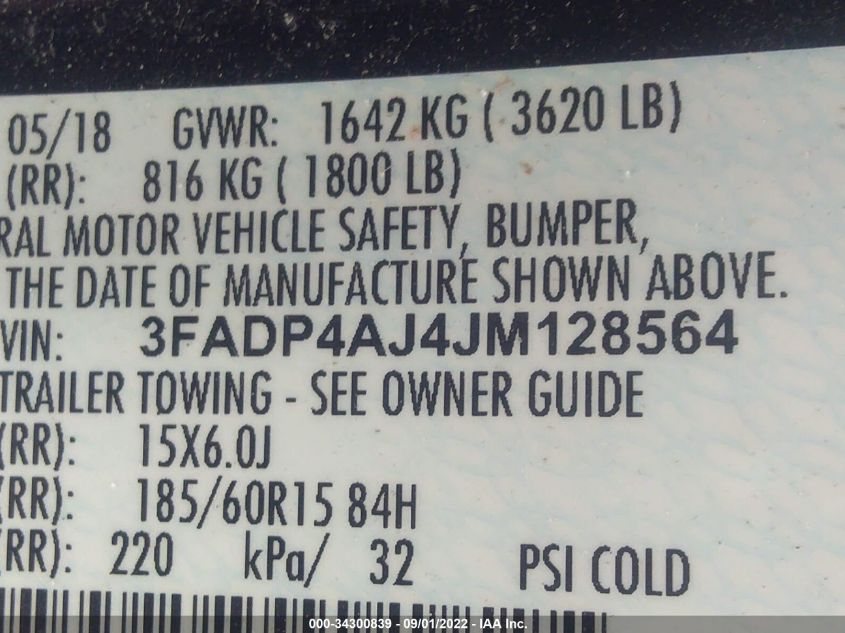 05/18 GVWR: 1642 KG ( 3620 LB)
(RR): 816 KG ( 1800 LB)
RAL MOTOR VEHICLE SAFETY, BUMPER,
THE DATE OF MANUFACTURE SHOWN ABOVE.
VIN: 3FADP4AJ4JM128564
TRAILER TOWING - SEE OWNER GUIDE
(RR): 15X6.0J
(RR): 185/60R15 84H
(RR): 220 kPa/ 32 PSI COLD
000-34300839 - 09/01/2022 - IAA Inc.